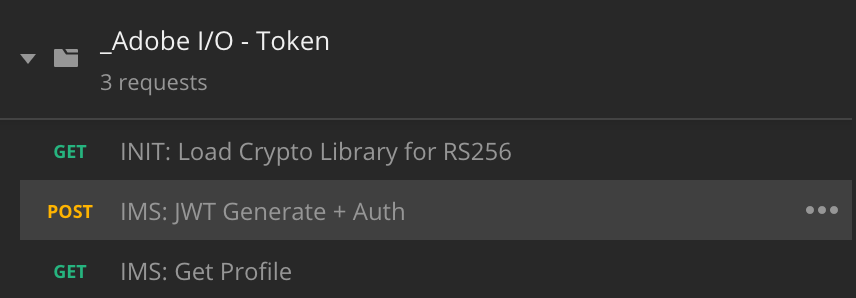 _Adobe I/O - Token
3 requests
GET INIT: Load Crypto Library for RS256
POST IMS: JWT Generate + Auth
GET IMS: Get Profile